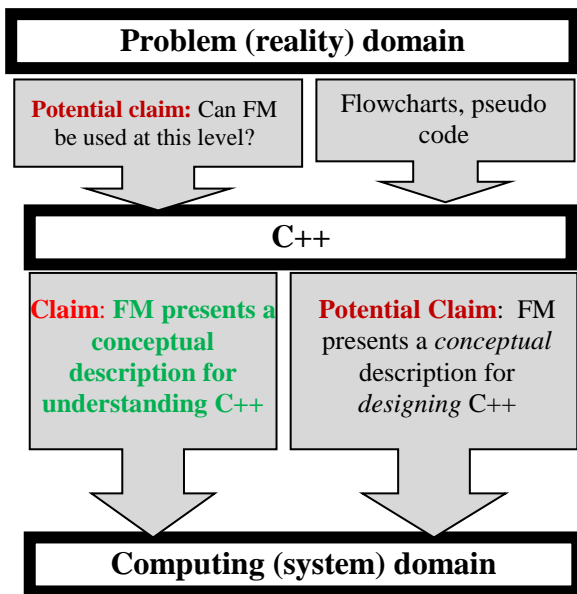 Problem (reality) domain
Potential claim: Can FM
be used at this level?
Flowcharts, pseudo
code
C++
Claim: FM presents a
conceptual
description for
understanding C++
Potential Claim: FM
presents a conceptual
description for
designing C++
Computing (system) domain